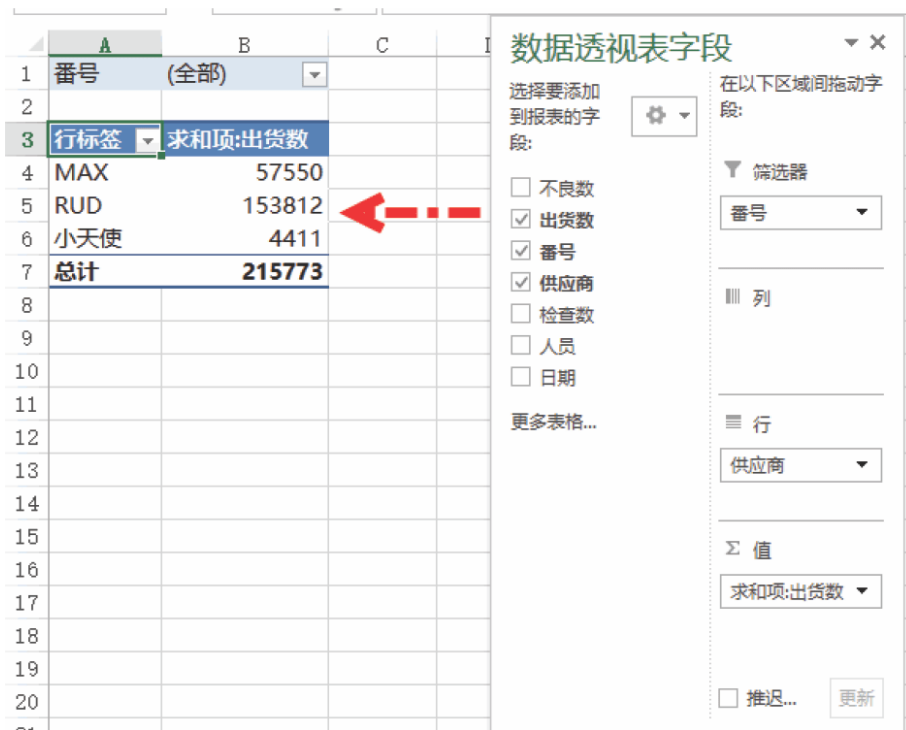 A B C
1 番号 (全部)
2
3 行标签 求和项:出货数
4 MAX 57550
5 RUD 153812
6 小天使 4411
7 总计 215773
8
9
10
11
12
13
14
15
16
17
18
19
20
数据透视表字段
选择要添加
到报表的字
段:
不良数
出货数
番号
供应商
检查数
人员
日期
更多表格...
在以下区域间拖动字
段:
筛选器
番号
列
行
供应商
Σ 值
求和项:出货数
推迟...
更新